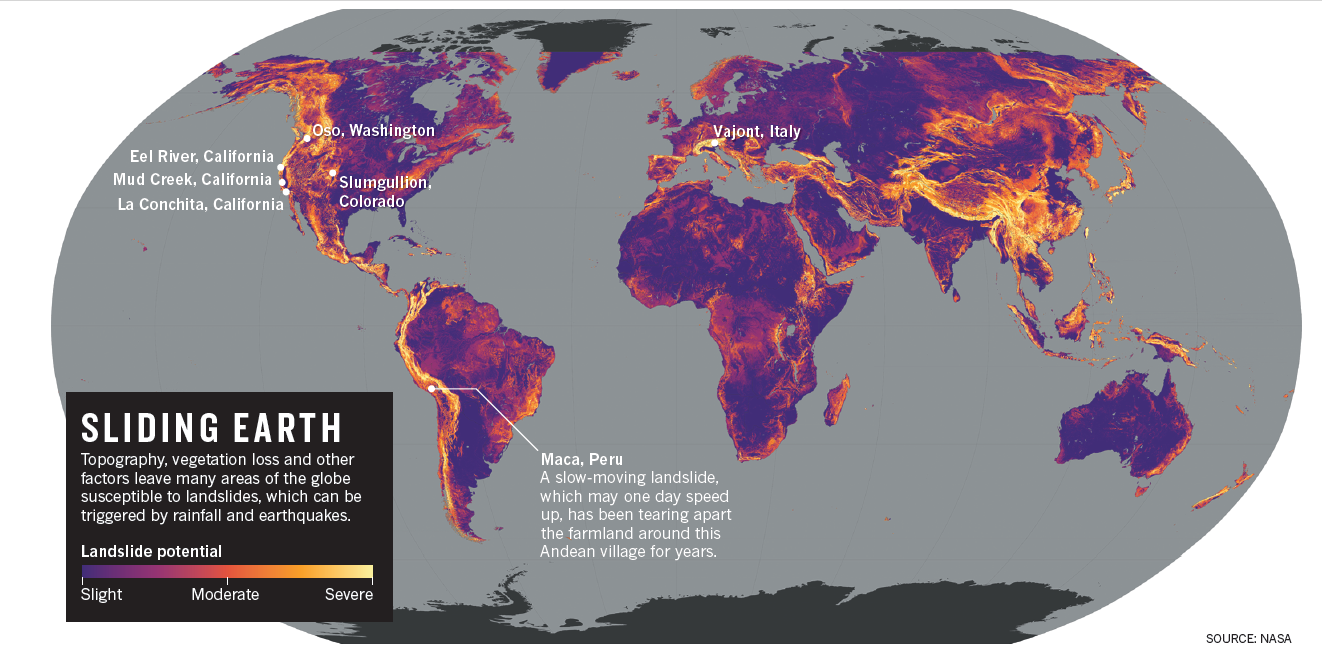 Oso, Washington
Vajont, Italy
Eel River, California
Mud Creek, California
Slumgullion,
Colorado
La Conchita, California
SLIDING EARTH
Topography, vegetation loss and other
factors leave many areas of the globe
susceptible to landslides, which can be
triggered by rainfall and earthquakes.
Landslide potential
Slight Moderate Severe
Maca, Peru
A slow-moving landslide,
which may one day speed
up, has been tearing apart
the farmland around this
Andean village for years.
SOURCE: NASA